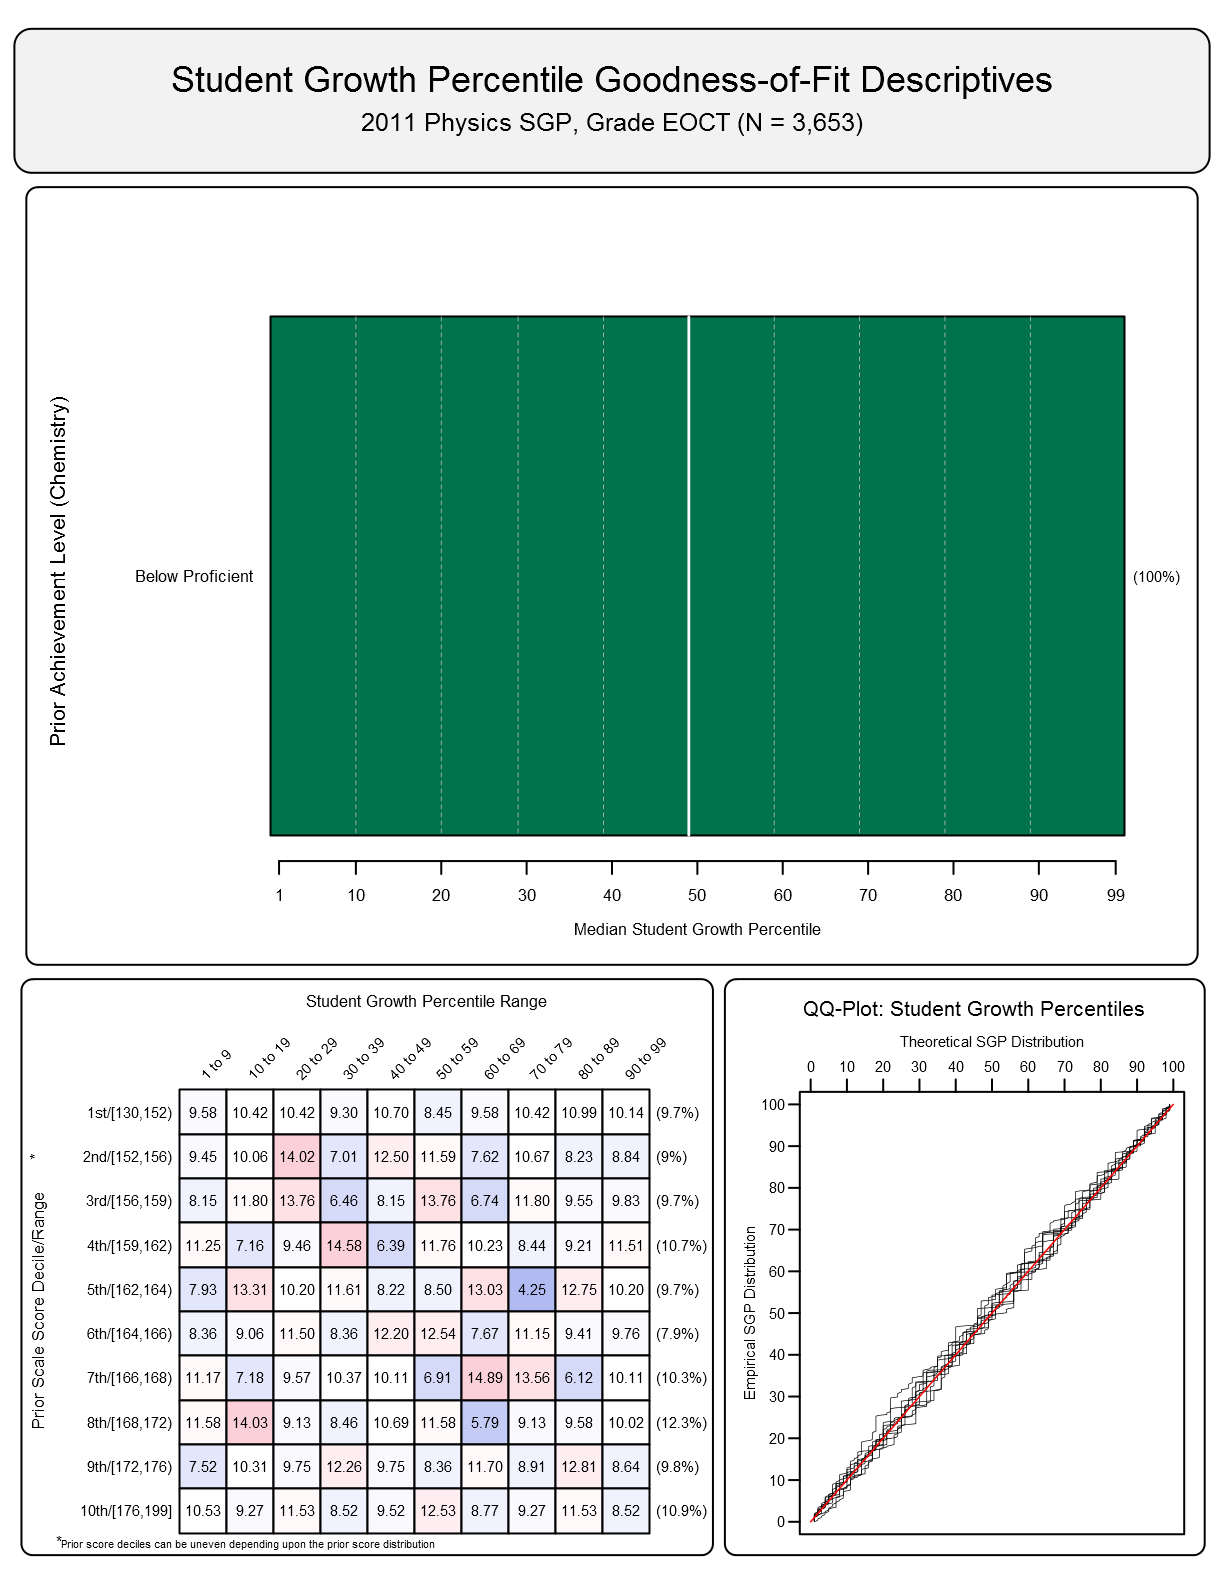 Student Growth Percentile Goodness-of-Fit Descriptives
2011 Physics SGP, Grade EOCT (N = 3,653)
Prior Achievement Level (Chemistry)
Below Proficient
(100%)
1 10 20 30 40 50 60 70 80 90 99
Median Student Growth Percentile
Student Growth Percentile Range
1 to 9 10 to 19 20 to 29 30 to 39 40 to 49 50 to 59 60 to 69 70 to 79 80 to 89 90 to 99
* Prior Scale Score Decile/Range
1st/[130,152) 9.58 10.42 10.42 9.30 10.70 8.45 9.58 10.42 10.99 10.14 (9.7%)
2nd/[152,156) 9.45 10.06 14.02 7.01 12.50 11.59 7.62 10.67 8.23 8.84 (9%)
3rd/[156,159) 8.15 11.80 13.76 6.46 8.15 13.76 6.74 11.80 9.55 9.83 (9.7%)
4th/[159,162) 11.25 7.16 9.46 14.58 6.39 11.76 10.23 8.44 9.21 11.51 (10.7%)
5th/[162,164) 7.93 13.31 10.20 11.61 8.22 8.50 13.03 4.25 12.75 10.20 (9.7%)
6th/[164,166) 8.36 9.06 11.50 8.36 12.20 12.54 7.67 11.15 9.41 9.76 (7.9%)
7th/[166,168) 11.17 7.18 9.57 10.37 10.11 6.91 14.89 13.56 6.12 10.11 (10.3%)
8th/[168,172) 11.58 14.03 9.13 8.46 10.69 11.58 5.79 9.13 9.58 10.02 (12.3%)
9th/[172,176) 7.52 10.31 9.75 12.26 9.75 8.36 11.70 8.91 12.81 8.64 (9.8%)
10th/[176,199] 10.53 9.27 11.53 8.52 9.52 12.53 8.77 9.27 11.53 8.52 (10.9%)
*Prior score deciles can be uneven depending upon the prior score distribution
QQ-Plot: Student Growth Percentiles
Theoretical SGP Distribution
0 10 20 30 40 50 60 70 80 90 100
Empirical SGP Distribution
100
90
80
70
60
50
40
30
20
10
0